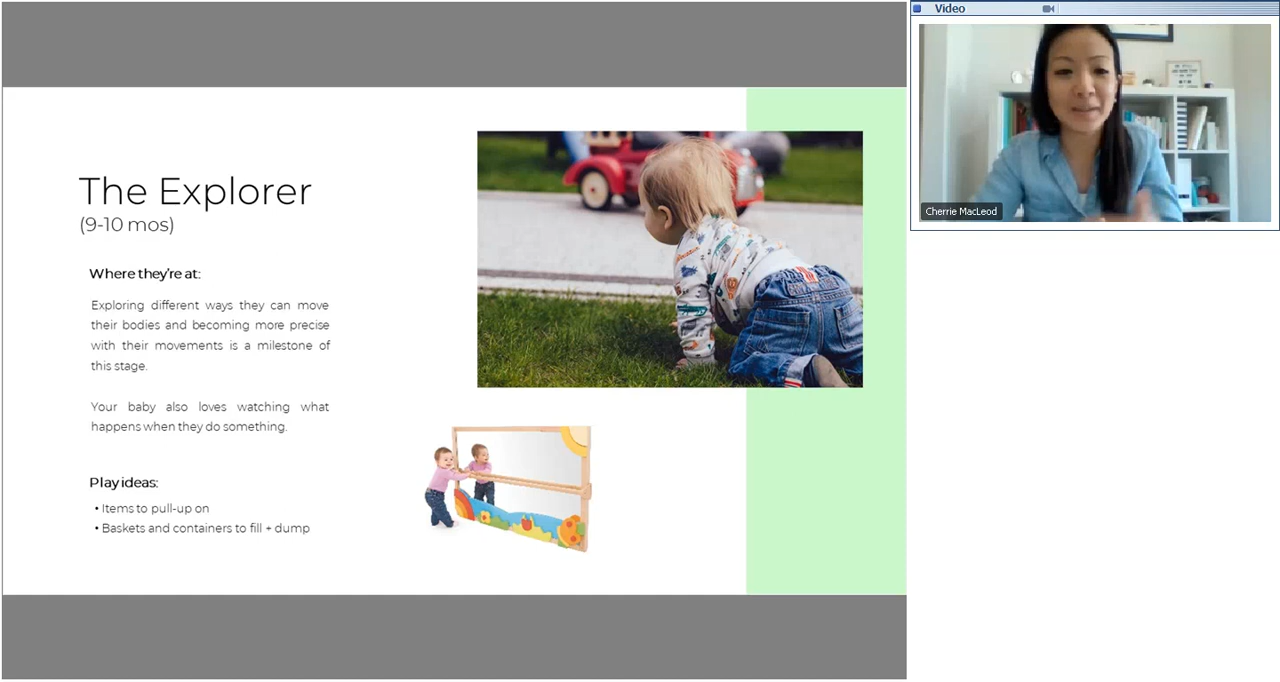 Video
The Explorer
(9-10 mos)
Where they're at:
Exploring different ways they can move
their bodies and becoming more precise
with their movements is a milestone of
this stage.
Your baby also loves watching what
happens when they do something.
Play ideas:
• Items to pull-up on
• Baskets and containers to fill + dump
Cherrie MacLeod